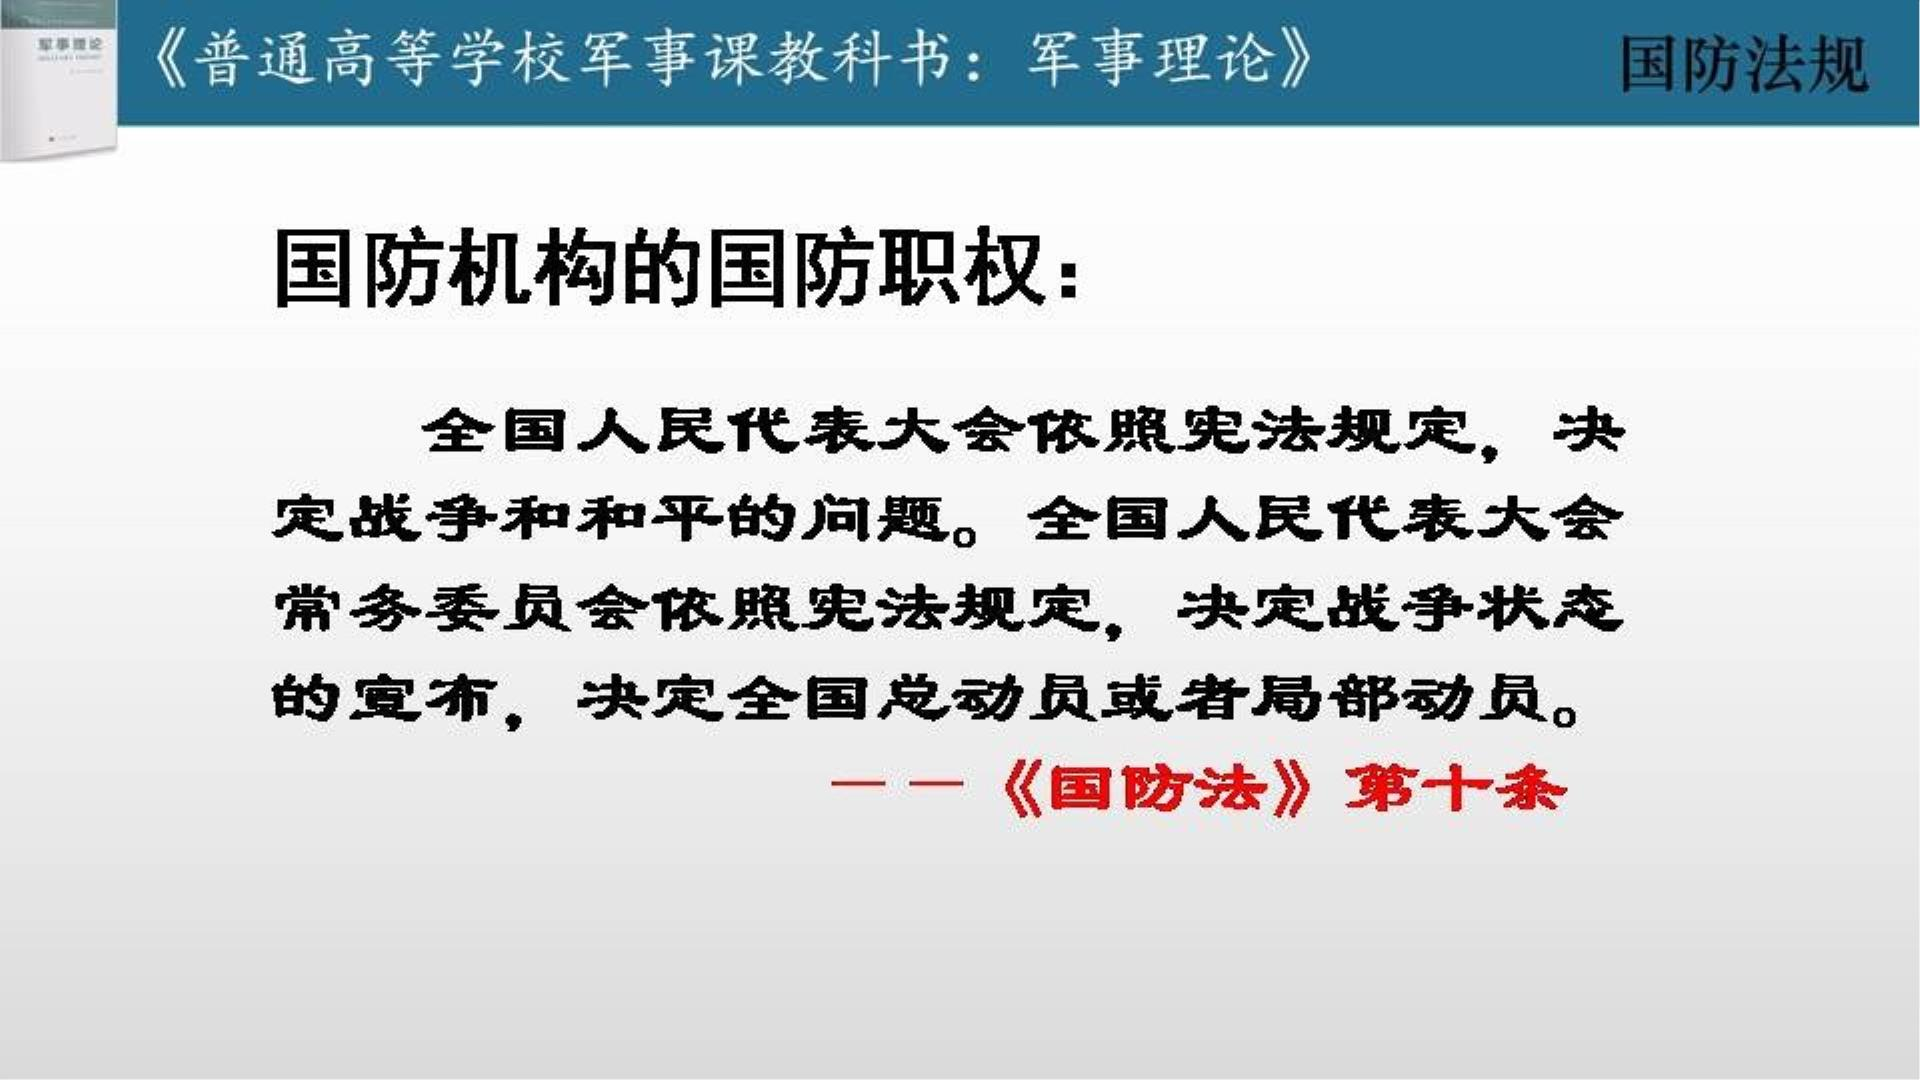 军事理论
《普通高等学校军事课教科书：军事理论》
国防法规
国防机构的国防职权：
全国人民代表大会依照宪法规定，决
定战争和和平的问题。全国人民代表大会
常务委员会依照宪法规定，决定战争状态
的宣布，决定全国总动员或者局部动员。
——《国防法》第十条